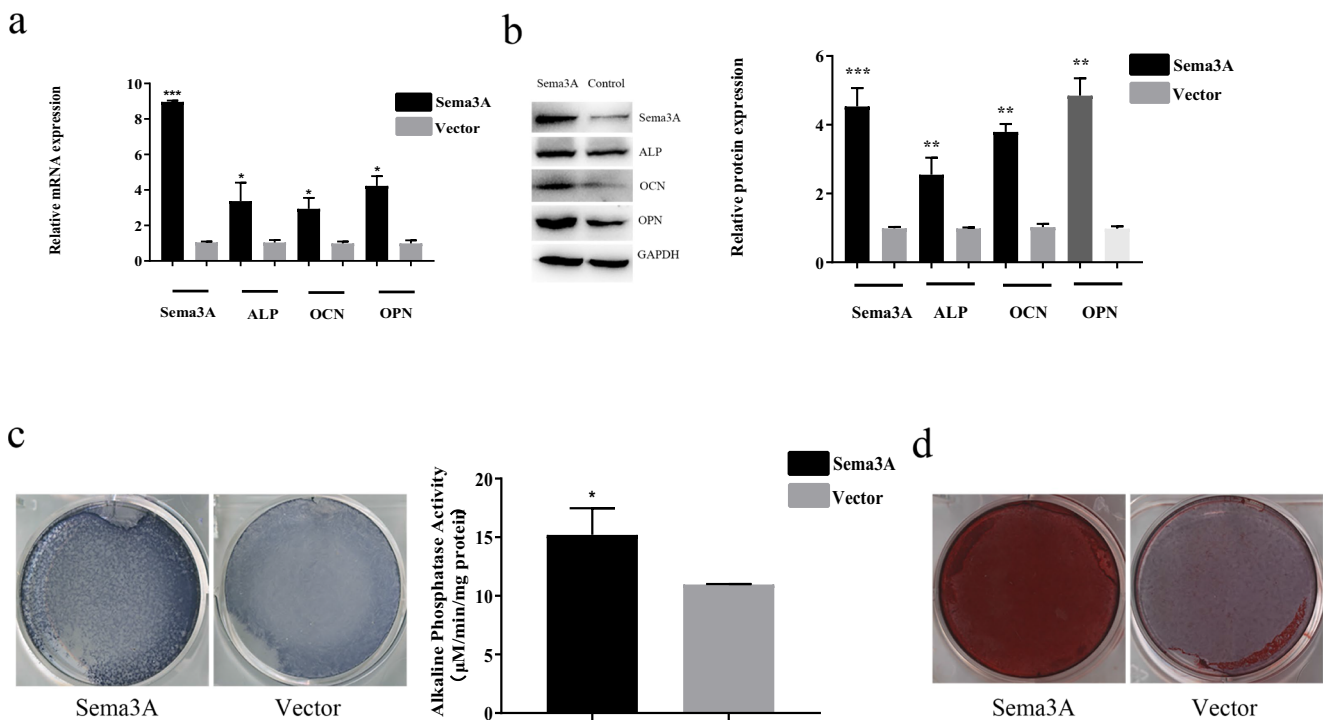 a
Relative mRNA expression
10
8
6
4
2
0
***
*
*
*
Sema3A
Vector
Sema3A
ALP
OCN
OPN
b
Sema3A Control
Sema3A
ALP
OCN
OPN
GAPDH
Relative protein expression
6
4
2
0
***
**
**
**
Sema3A
Vector
Sema3A
ALP
OCN
OPN
c
Sema3A
Vector
Alkaline Phosphatase Activity
(μM/min/mg protein)
20
15
10
5
0
*
Sema3A
Vector
d
Sema3A
Vector